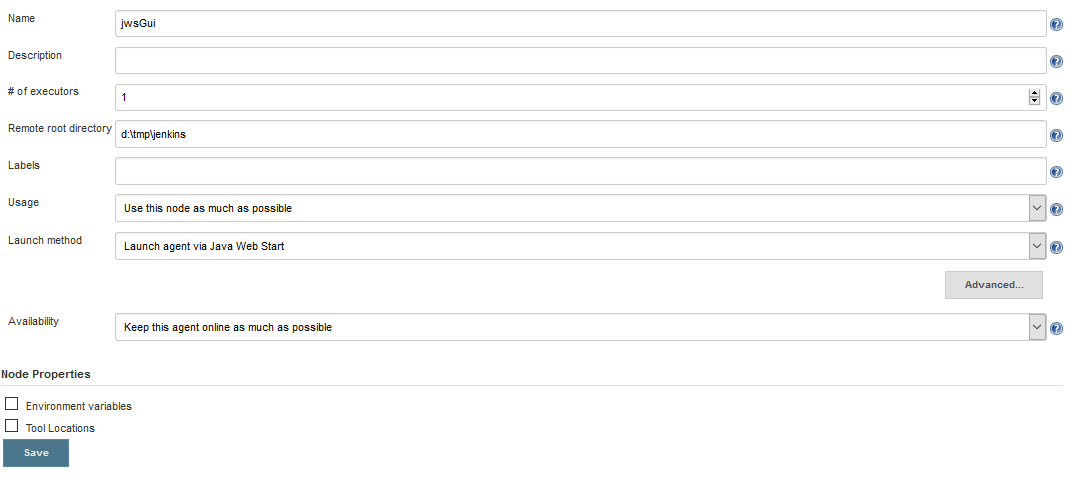 Name
jwsGui
Description
# of executors
1
Remote root directory
d:\tmp\jenkins
Labels
Usage
Use this node as much as possible
Launch method
Launch agent via Java Web Start
Advanced...
Availability
Keep this agent online as much as possible
Node Properties
Environment variables
Tool Locations
Save